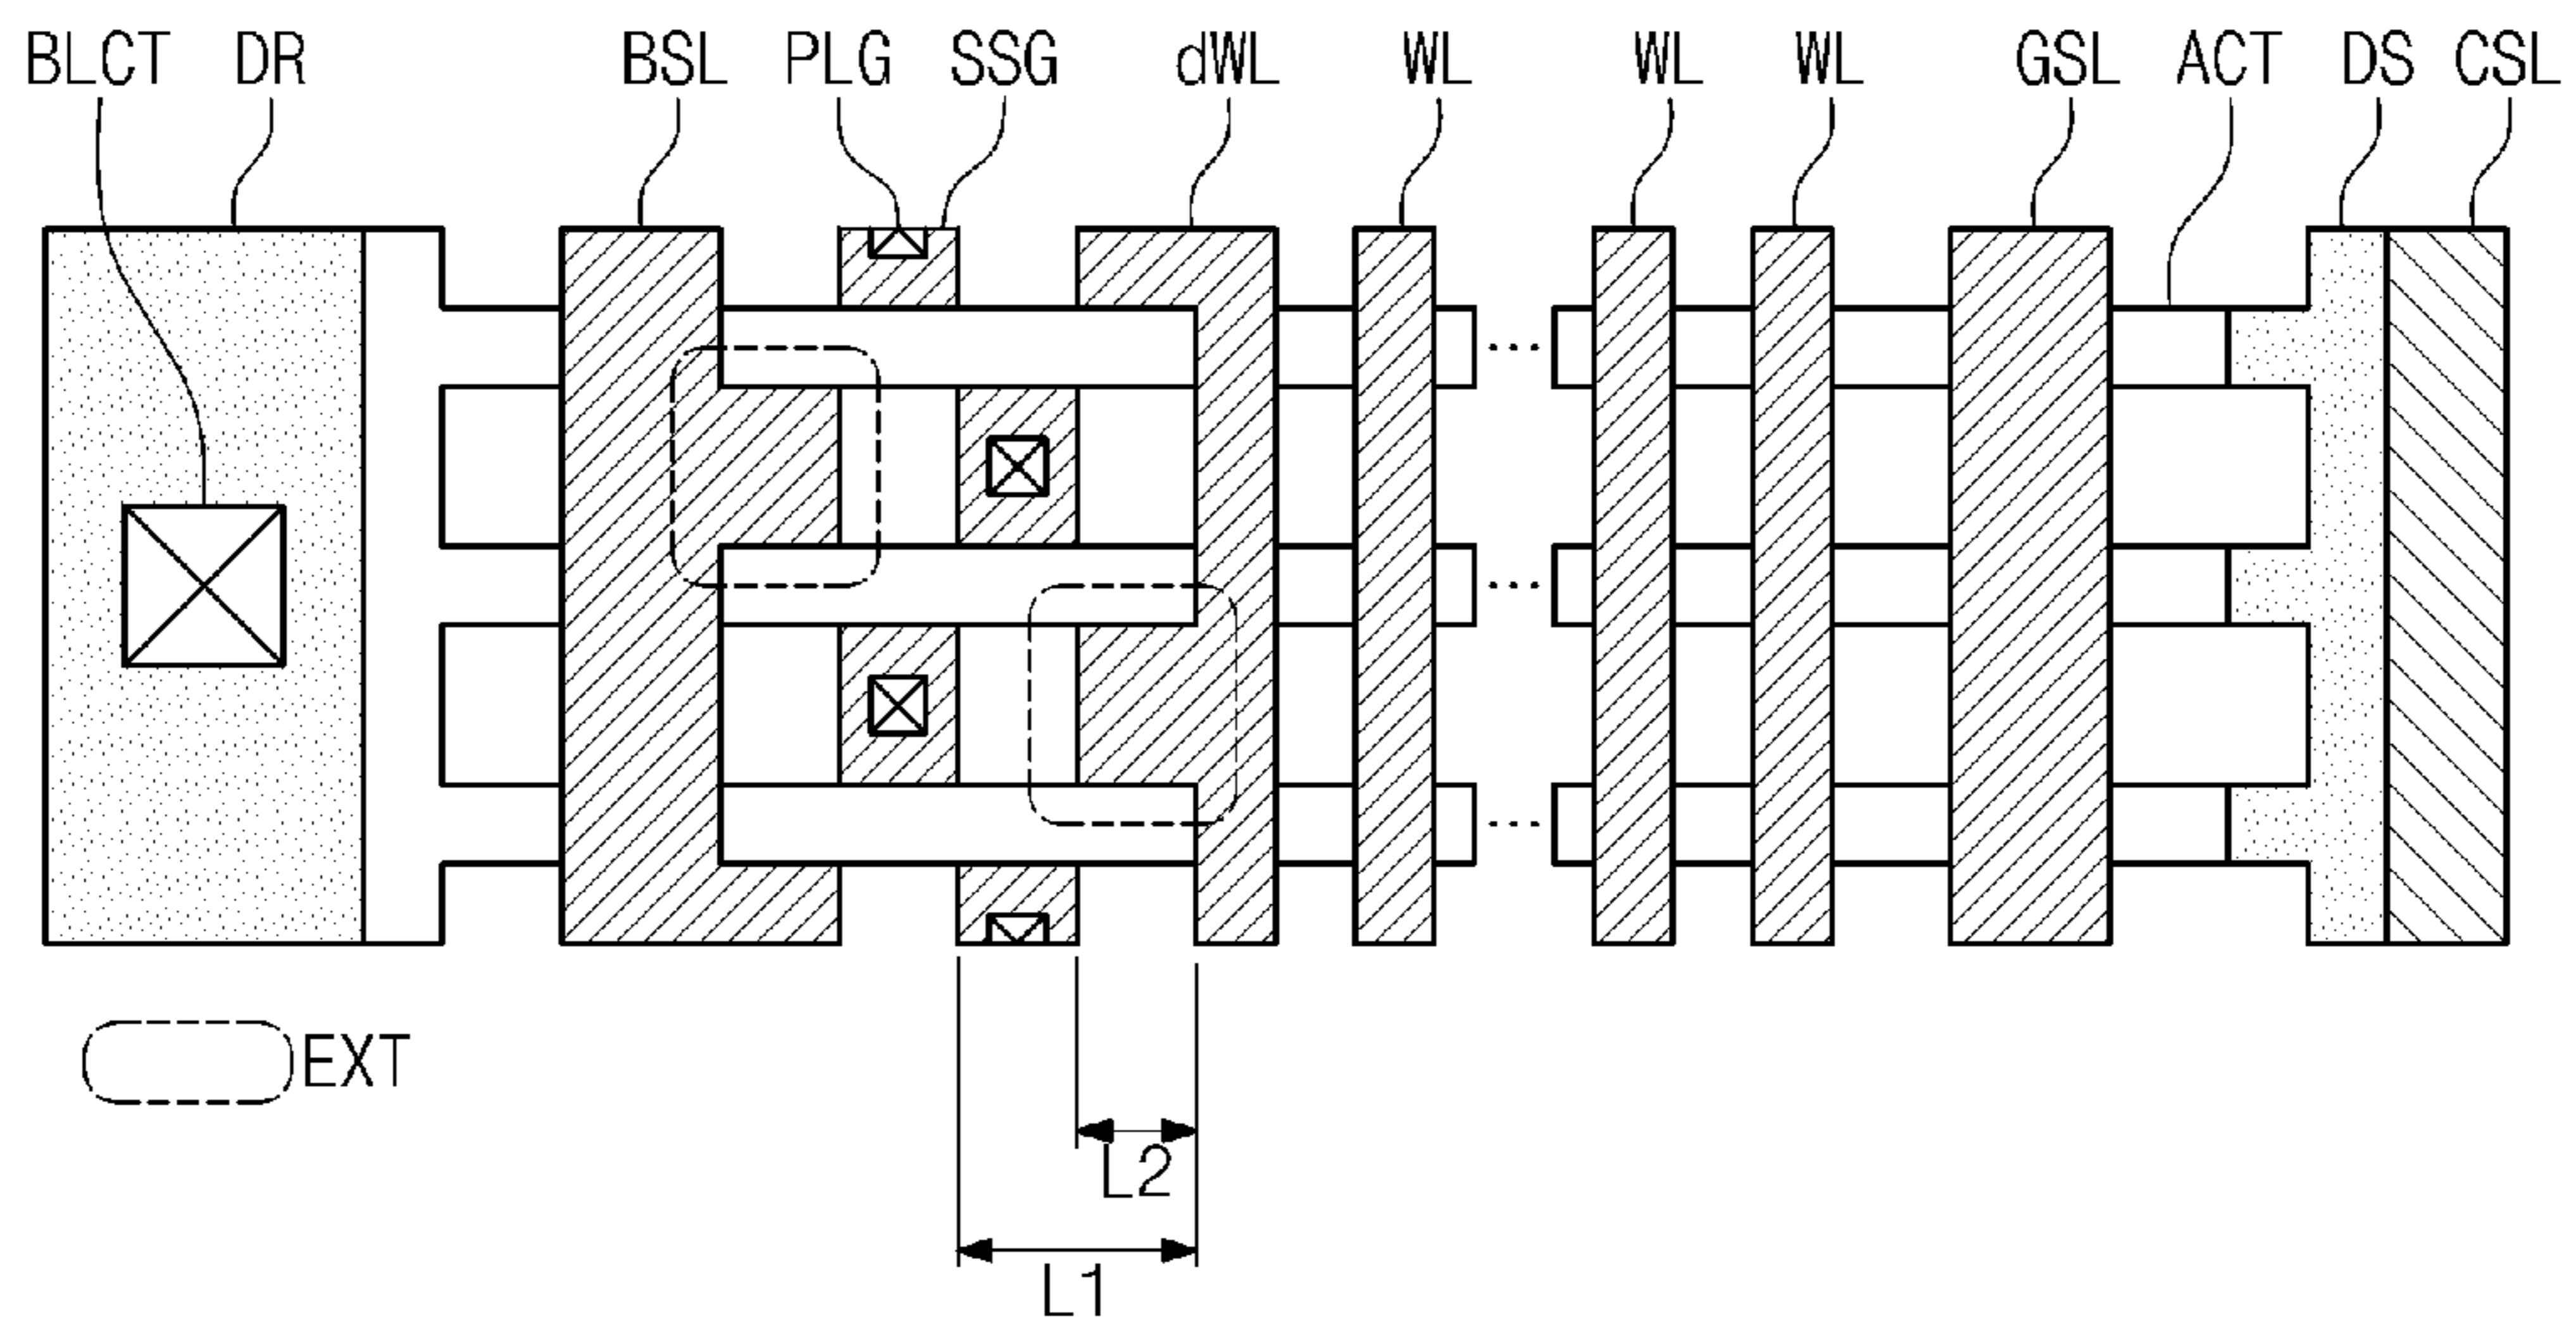 BLCT DR BSL PLG SSG dWL WL WL WL GSL ACT DS CSL
... 
...
...
EXT
L2
L1